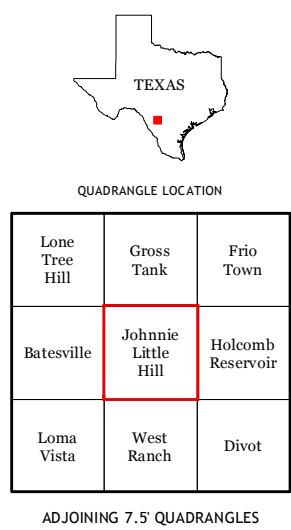 TEXAS
QUADRANGLE LOCATION
Lone
Tree
Hill
Gross
Tank
Frio
Town
Batesville
Johnnie
Little
Hill
Holcomb
Reservoir
Loma
Vista
West
Ranch
Divot
ADJOINING 7.5' QUADRANGLES